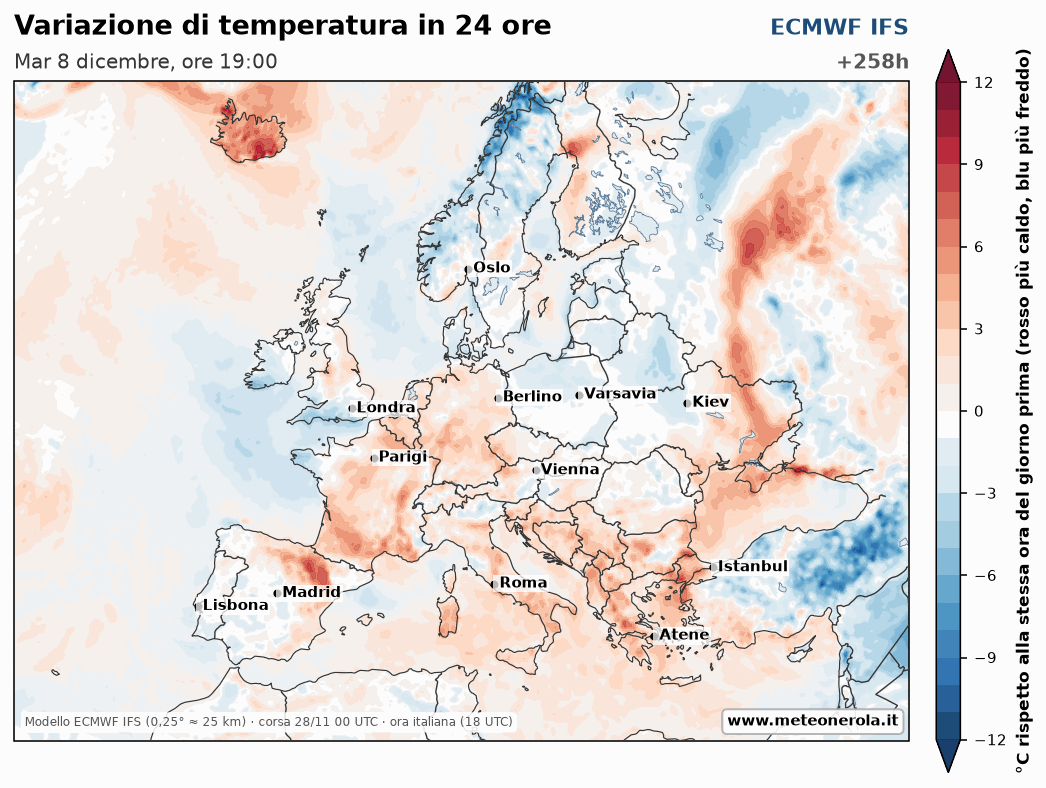 Variazione di temperatura in 24 ore
ECMWF IFS
Mar 8 dicembre, ore 19:00
+258h
Oslo
Berlino
Varsavia
Kiev
Londra
Parigi
Vienna
Istanbul
Roma
Madrid
Lisbona
Atene
Modello ECMWF IFS (0,25° ≈ 25 km) · corsa 28/11 00 UTC · ora italiana (18 UTC)
www.meteonerola.it
12
9
6
3
0
−3
−6
−9
−12
°C rispetto alla stessa ora del giorno prima (rosso più caldo, blu più freddo)